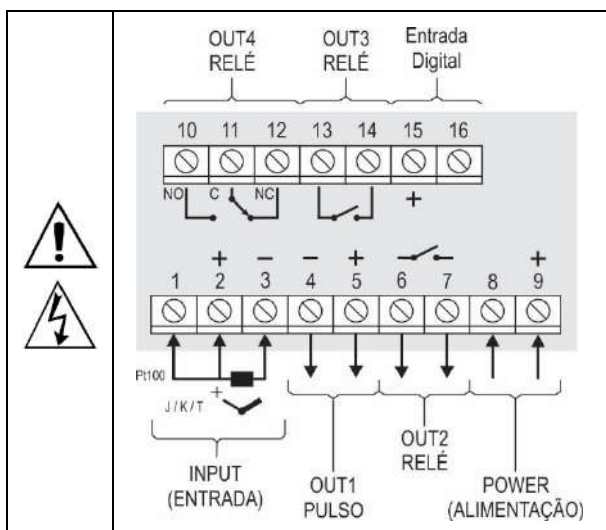 OUT4
RELÉ
OUT3
RELÉ
Entrada
Digital
10 11 12 13 14 15 16
NO C NC
+
+ − − + +
1 2 3 4 5 6 7 8 9
Pt100
+
J / K / T
INPUT
(ENTRADA)
OUT1
PULSO
OUT2
RELÉ
POWER
(ALIMENTAÇÃO)